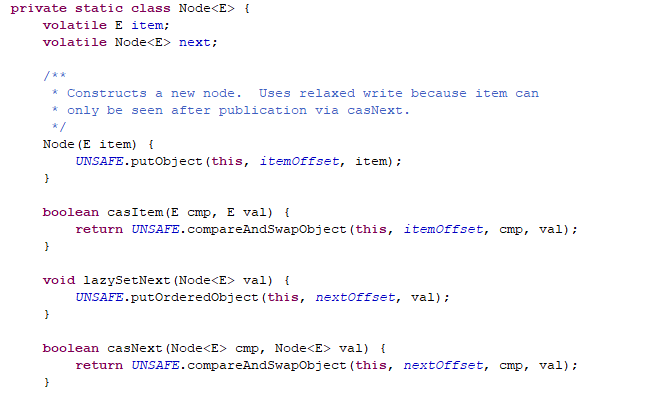 private static class Node<E> {
    volatile E item;
    volatile Node<E> next;

    /**
     * Constructs a new node.  Uses relaxed write because item can
     * only be seen after publication via casNext.
     */
    Node(E item) {
        UNSAFE.putObject(this, itemOffset, item);
    }

    boolean casItem(E cmp, E val) {
        return UNSAFE.compareAndSwapObject(this, itemOffset, cmp, val);
    }

    void lazySetNext(Node<E> val) {
        UNSAFE.putOrderedObject(this, nextOffset, val);
    }

    boolean casNext(Node<E> cmp, Node<E> val) {
        return UNSAFE.compareAndSwapObject(this, nextOffset, cmp, val);
    }